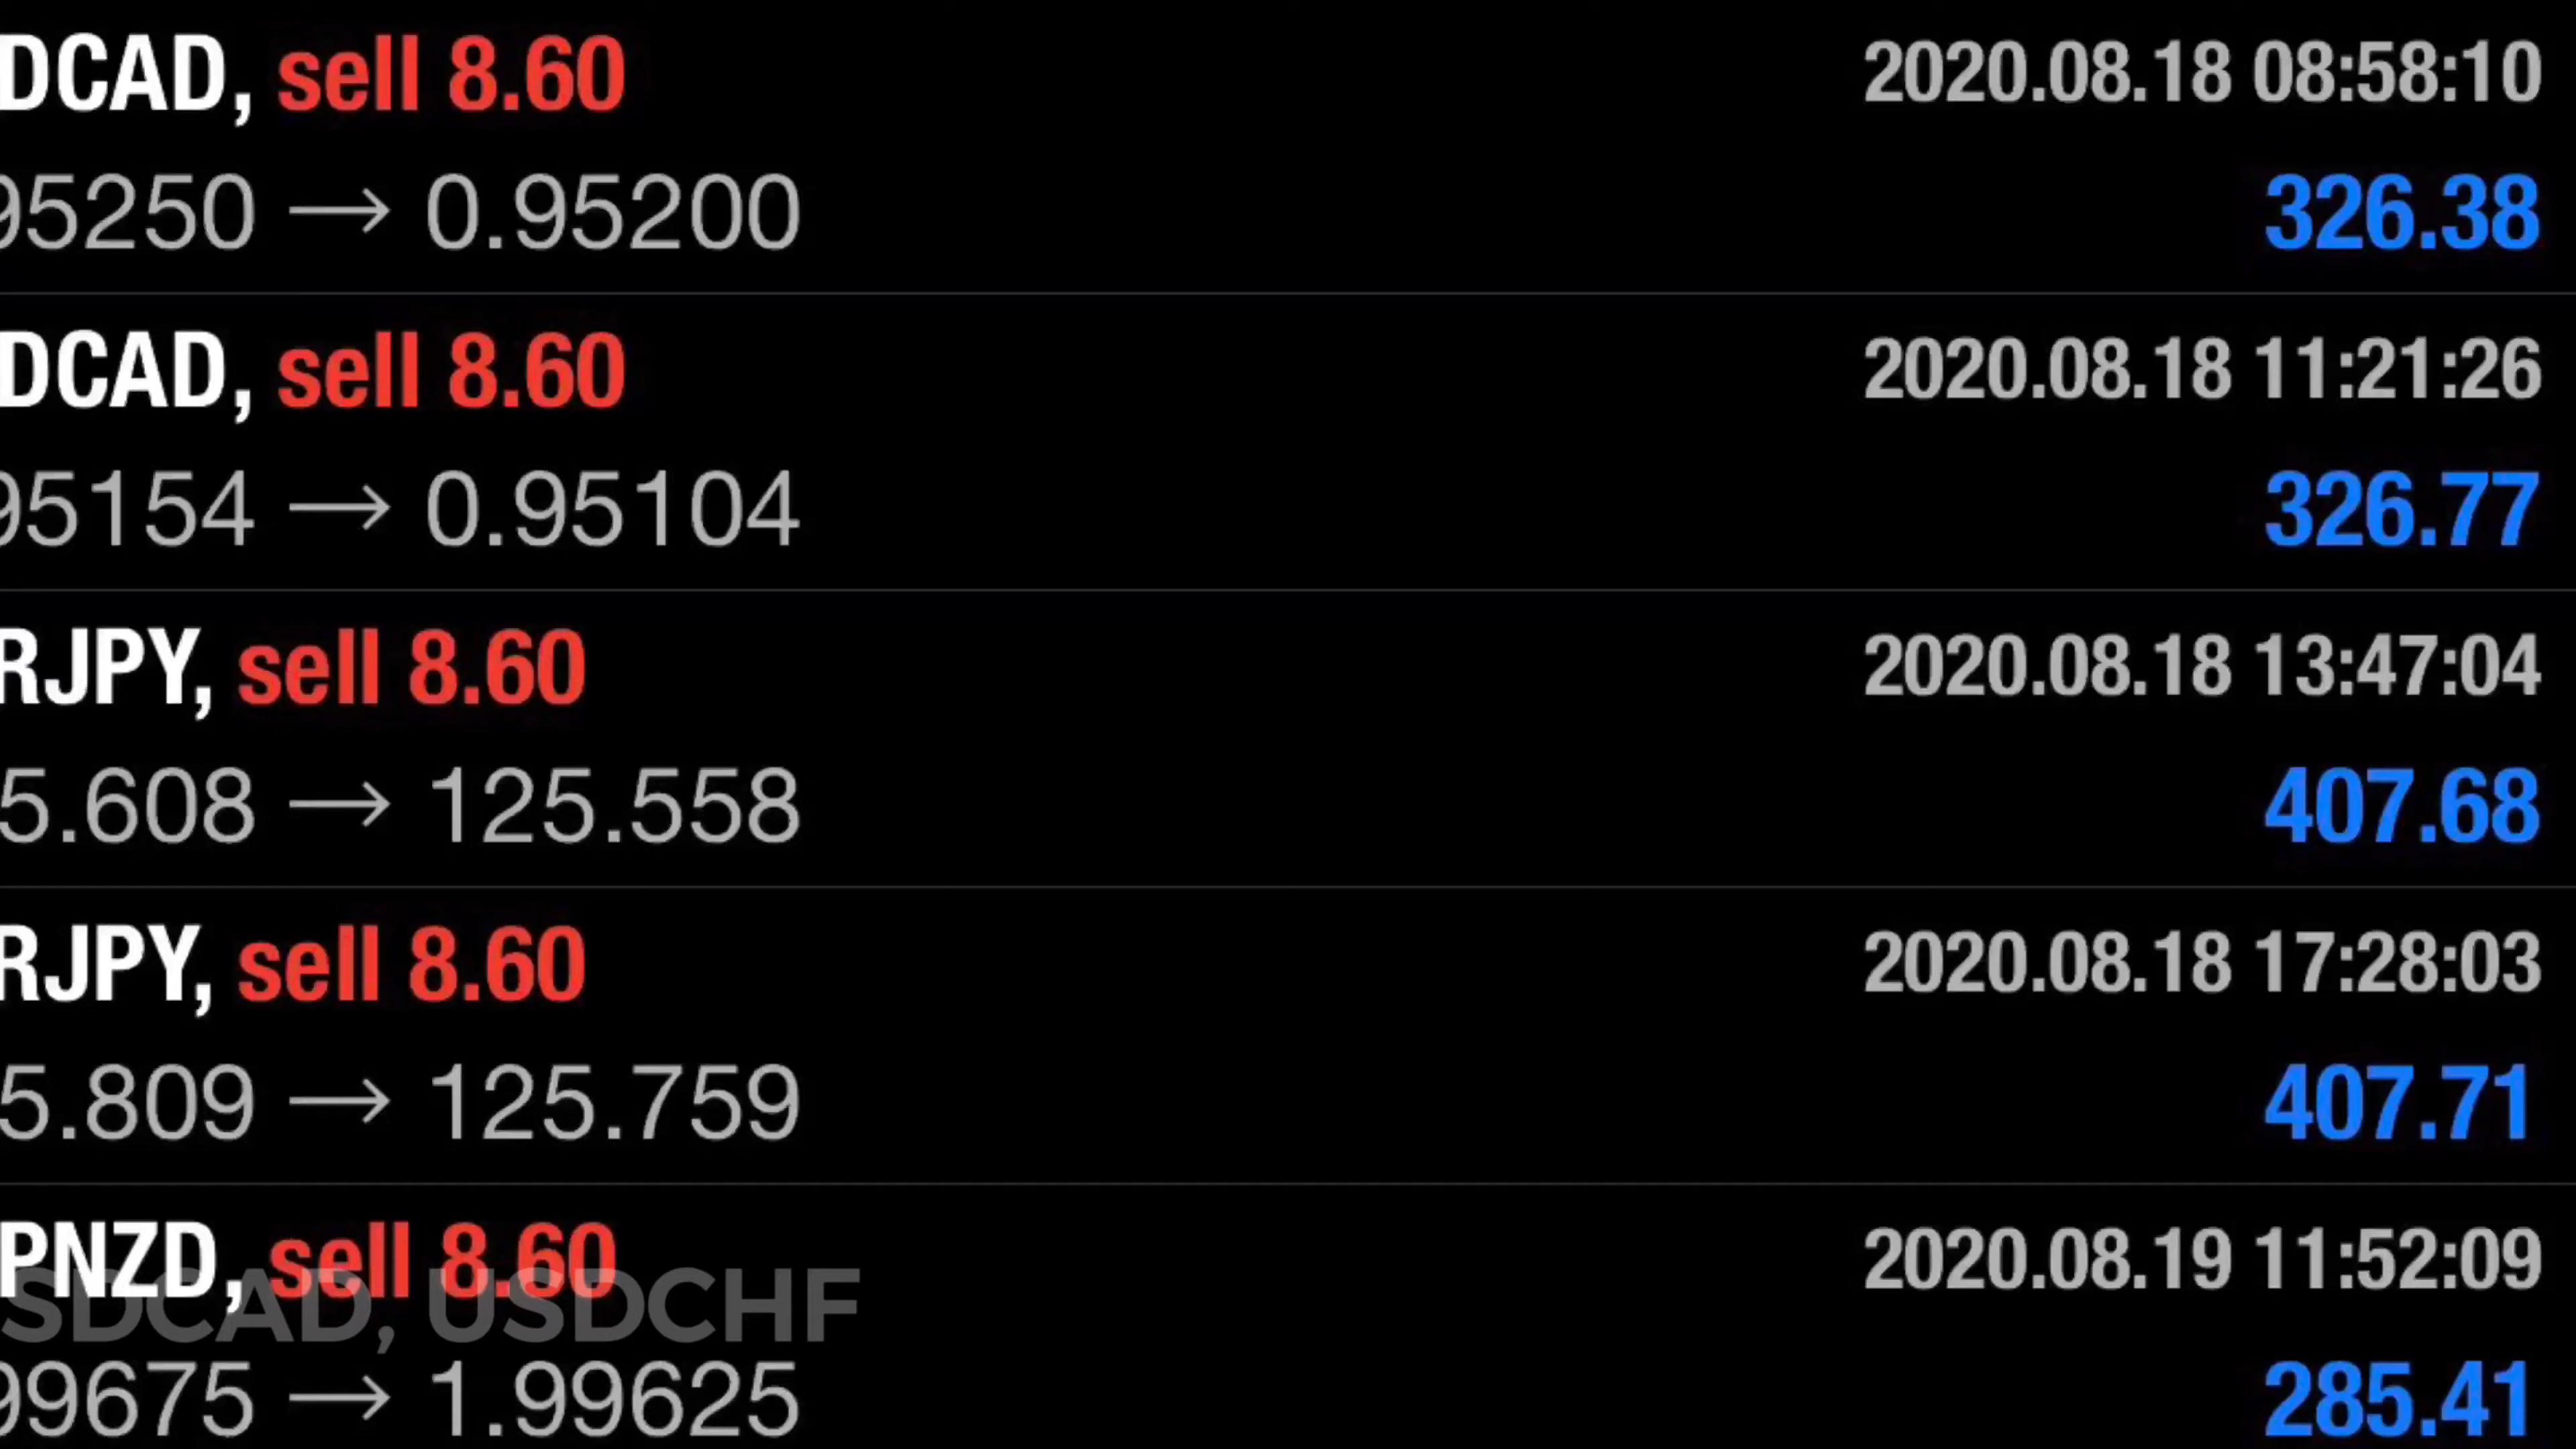 DCAD, sell 8.60 2020.08.18 08:58:10
95250 → 0.95200 326.38
DCAD, sell 8.60 2020.08.18 11:21:26
95154 → 0.95104 326.77
RJPY, sell 8.60 2020.08.18 13:47:04
5.608 → 125.558 407.68
RJPY, sell 8.60 2020.08.18 17:28:03
5.809 → 125.759 407.71
PNZD, sell 8.60 2020.08.19 11:52:09
SDCAD, USDCHF
99675 → 1.99625 285.41